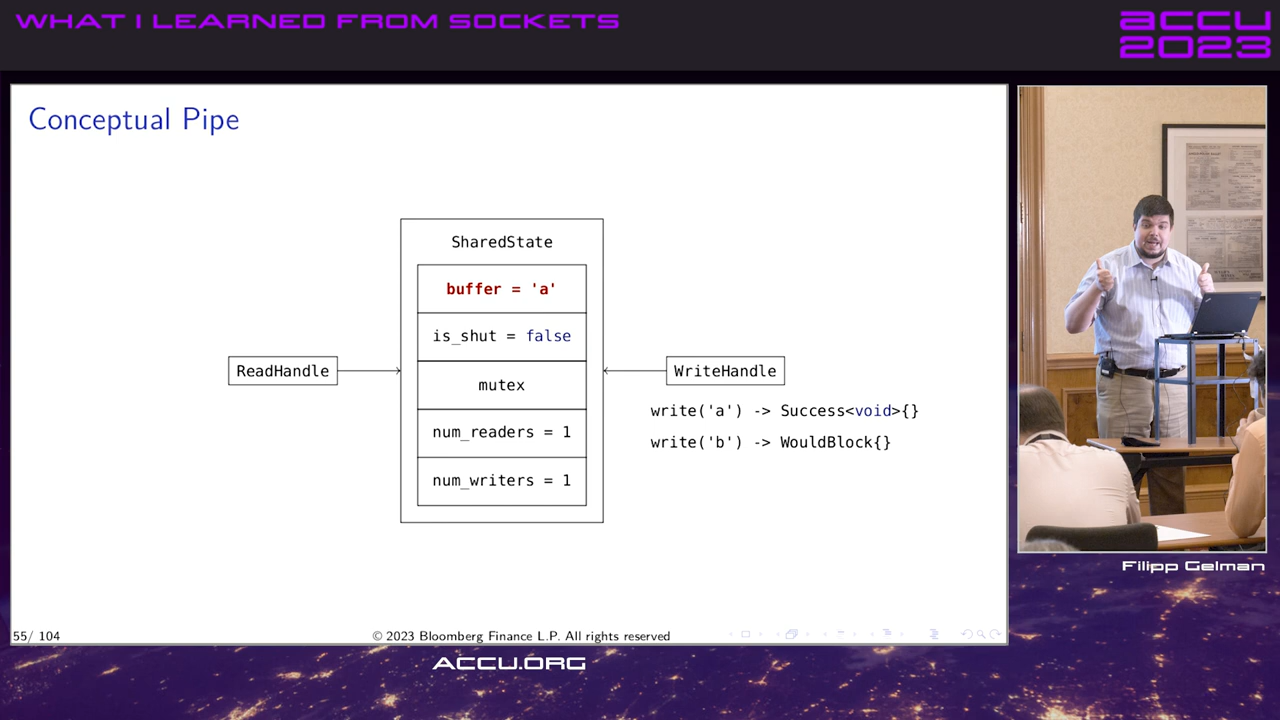 WHAT I LEARNED FROM SOCKETS
ACCU
2023
Conceptual Pipe
SharedState
buffer = 'a'
is_shut = false
mutex
num_readers = 1
num_writers = 1
ReadHandle
WriteHandle
write('a') -> Success<void>{}
write('b') -> WouldBlock{}
55/ 104
© 2023 Bloomberg Finance L.P. All rights reserved
Filipp Gelman
ACCU.ORG